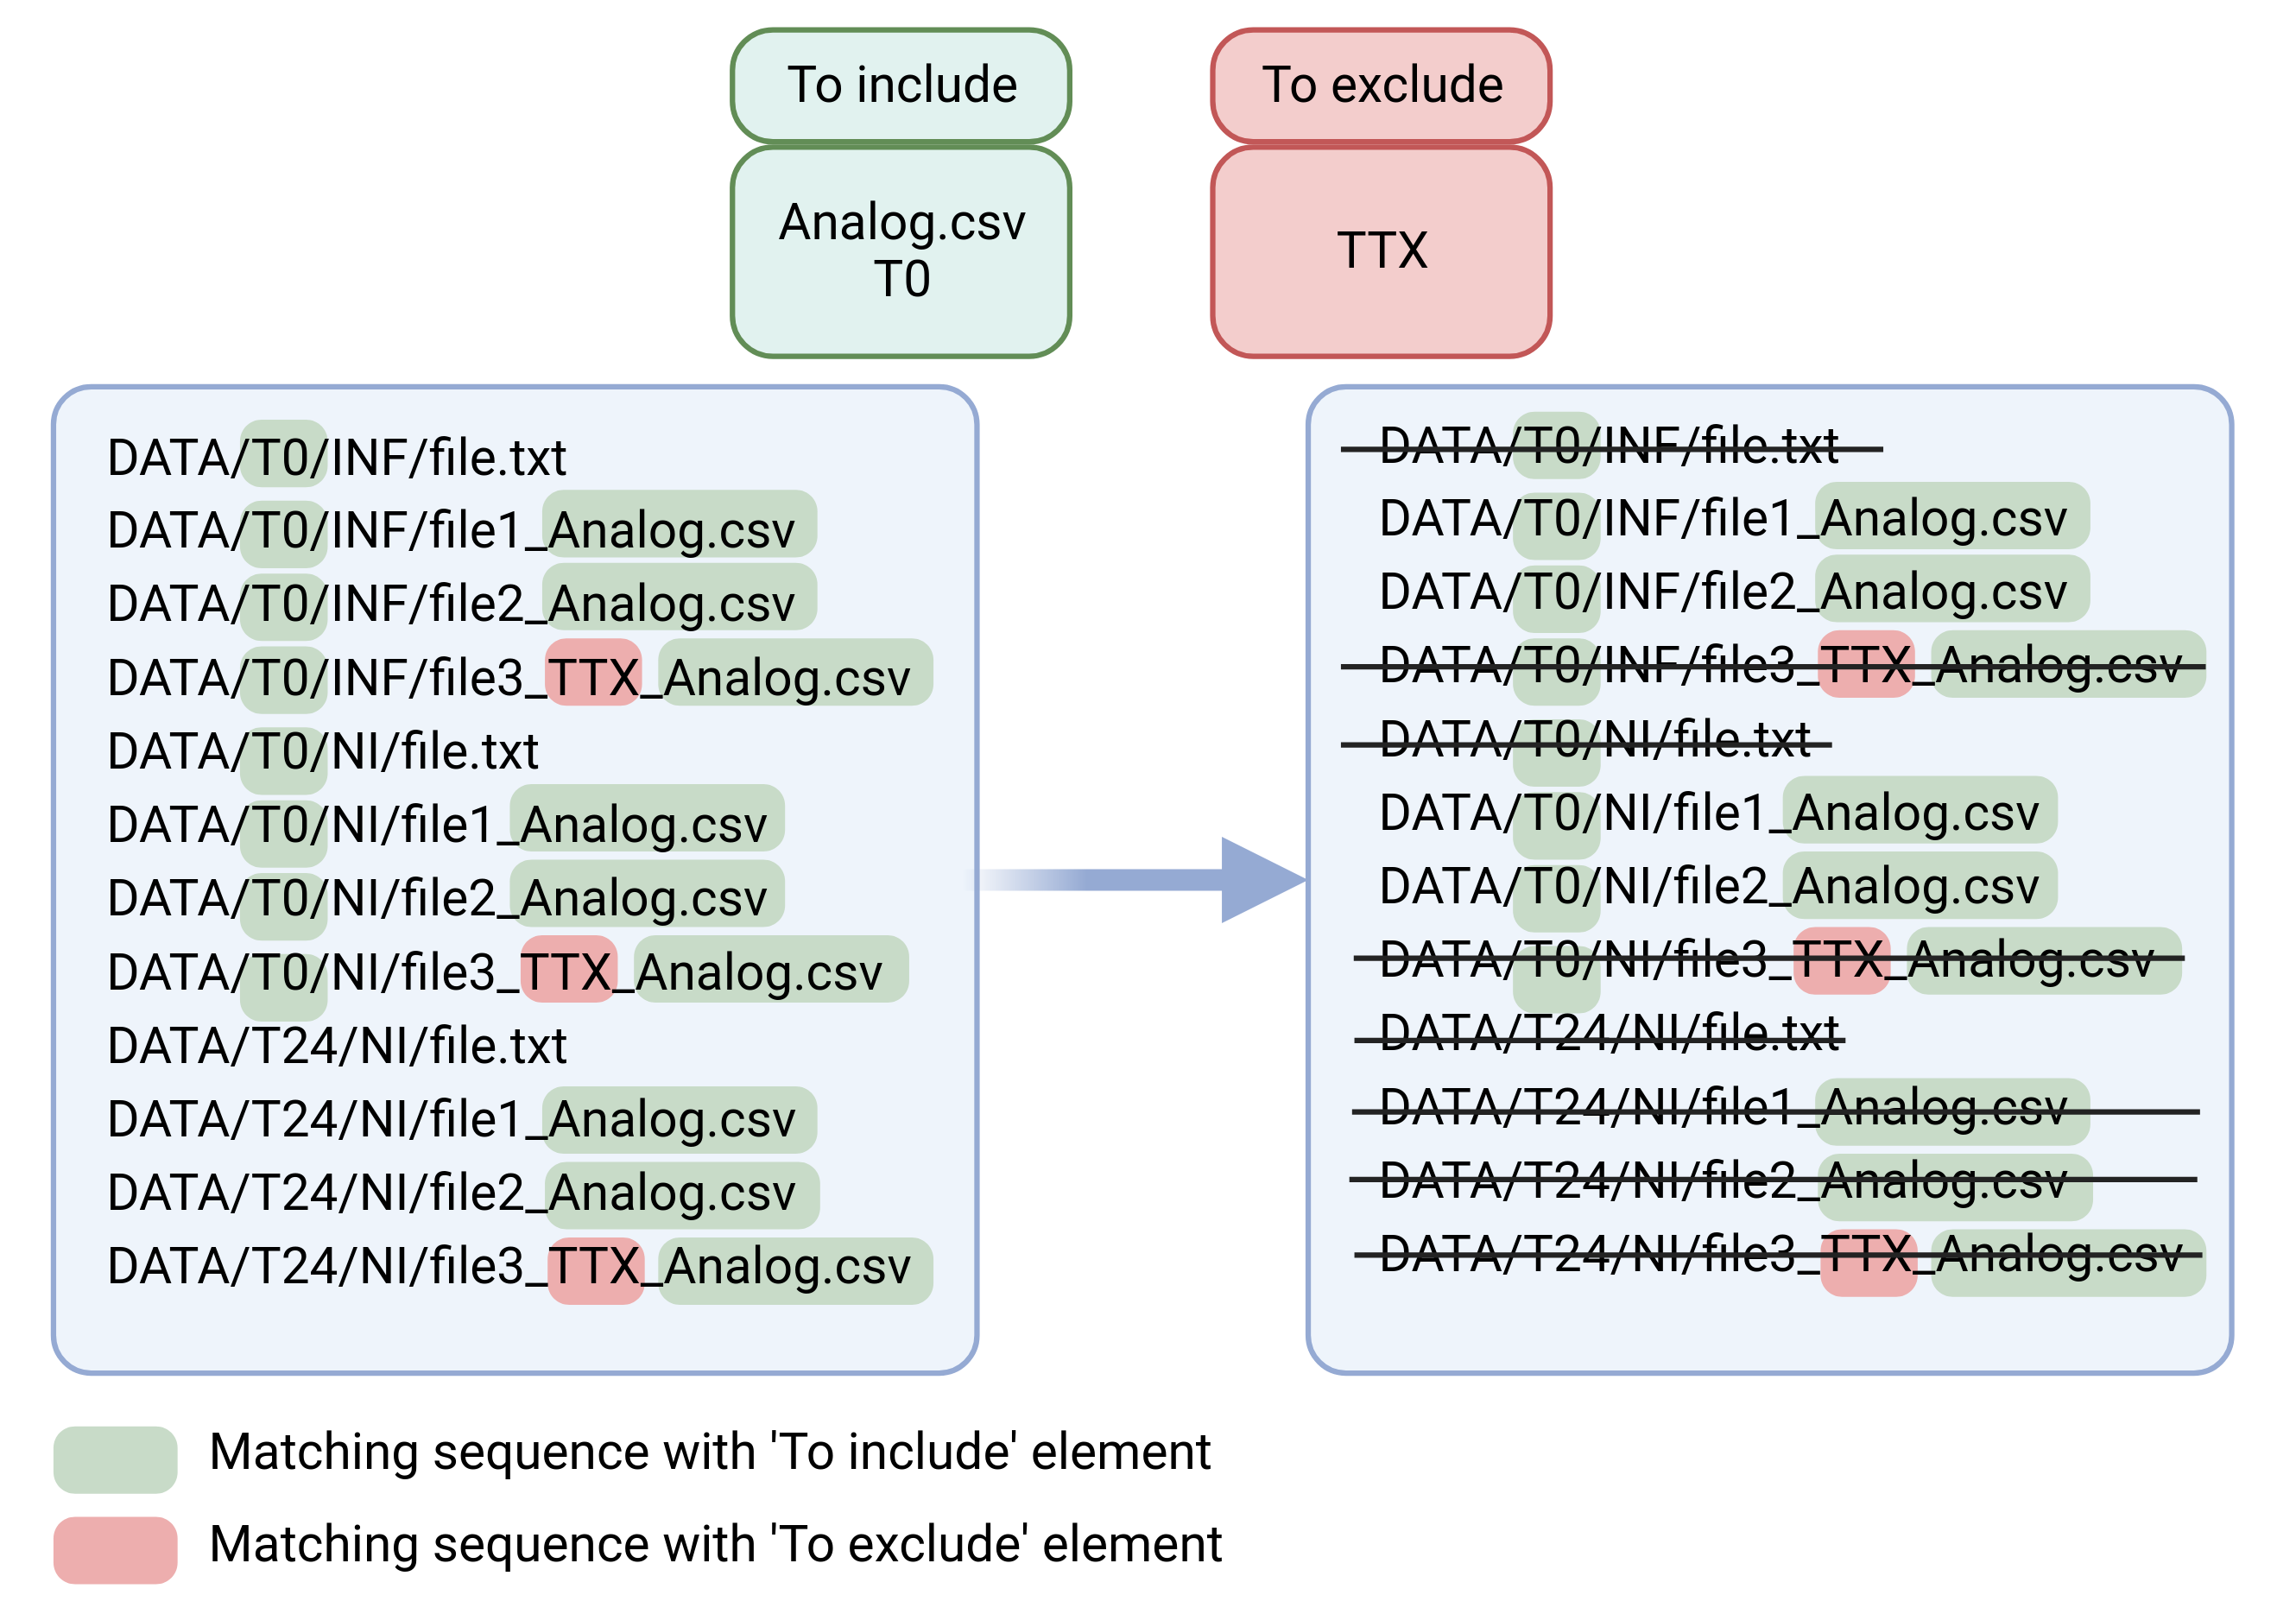 To include
Analog.csv
T0
To exclude
TTX
DATA/T0/INF/file.txt
DATA/T0/INF/file1_Analog.csv
DATA/T0/INF/file2_Analog.csv
DATA/T0/INF/file3_TTX_Analog.csv
DATA/T0/NI/file.txt
DATA/T0/NI/file1_Analog.csv
DATA/T0/NI/file2_Analog.csv
DATA/T0/NI/file3_TTX_Analog.csv
DATA/T24/NI/file.txt
DATA/T24/NI/file1_Analog.csv
DATA/T24/NI/file2_Analog.csv
DATA/T24/NI/file3_TTX_Analog.csv
DATA/T0/INF/file.txt
DATA/T0/INF/file1_Analog.csv
DATA/T0/INF/file2_Analog.csv
DATA/T0/INF/file3_TTX_Analog.csv
DATA/T0/NI/file.txt
DATA/T0/NI/file1_Analog.csv
DATA/T0/NI/file2_Analog.csv
DATA/T0/NI/file3_TTX_Analog.csv
DATA/T24/NI/file.txt
DATA/T24/NI/file1_Analog.csv
DATA/T24/NI/file2_Analog.csv
DATA/T24/NI/file3_TTX_Analog.csv
Matching sequence with 'To include' element
Matching sequence with 'To exclude' element